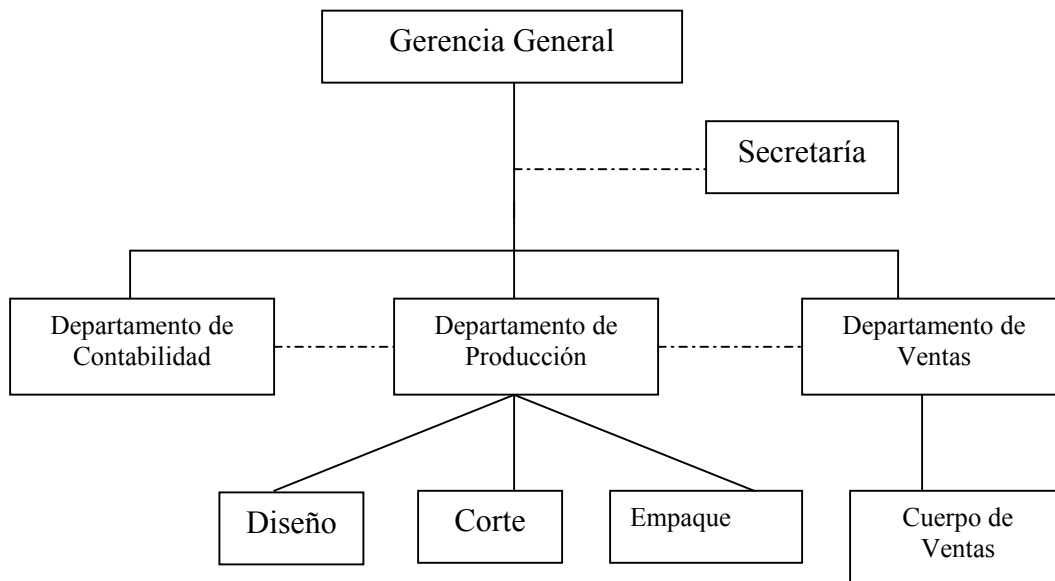 Gerencia General
Secretaría
Departamento de
Contabilidad
Departamento de
Producción
Departamento de
Ventas
Diseño
Corte
Empaque
Cuerpo de
Ventas